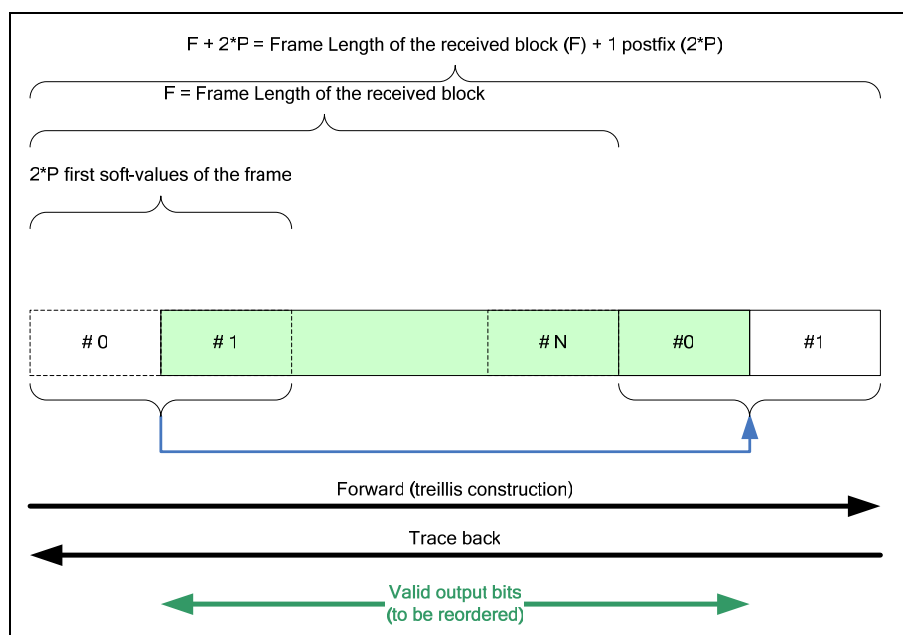 F + 2*P = Frame Length of the received block (F) + 1 postfix (2*P)
F = Frame Length of the received block
2*P first soft-values of the frame
# 0
# 1
# N
#0
#1
Forward (treillis construction)
Trace back
Valid output bits
(to be reordered)